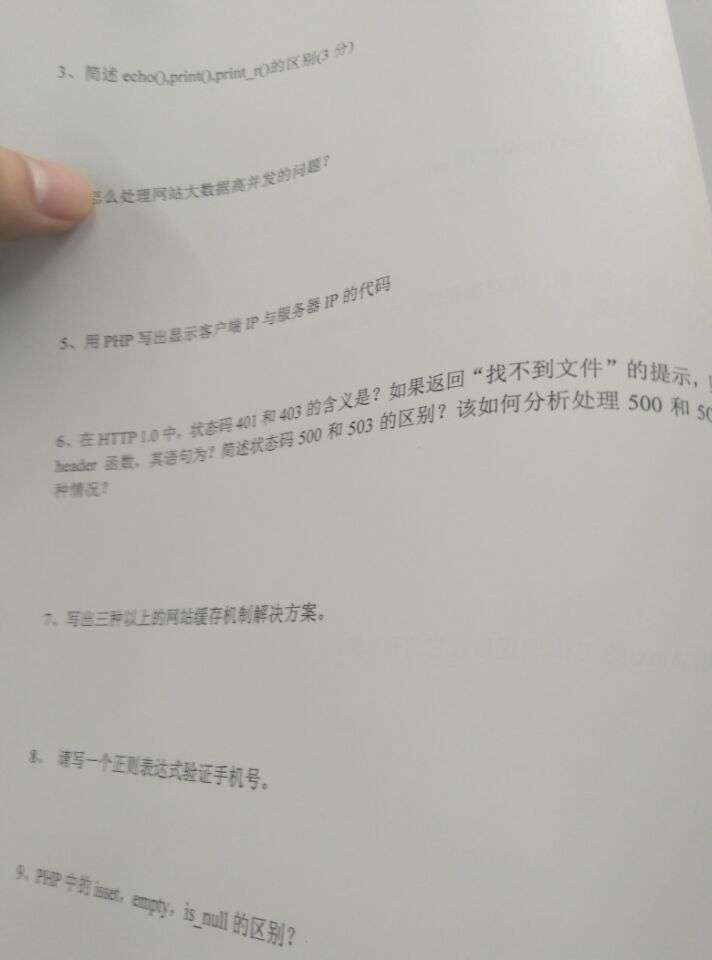 3、简述 echo(),print(),print_r()的区别(3 分)
怎么处理网站大数据高并发的问题?
5、用 PHP 写出显示客户端 IP 与服务器 IP 的代码
6、在 HTTP 1.0 中，状态码 401 和 403 的含义是？如果返回“找不到文件”的提示，
header 函数，其语句为？简述状态码 500 和 503 的区别？该如何分析处理 500 和
种情况？
7、写出三种以上的网站缓存机制解决方案。
8、 请写一个正则表达式验证手机号。
9、PHP 中的 isset，empty，is_null 的区别？